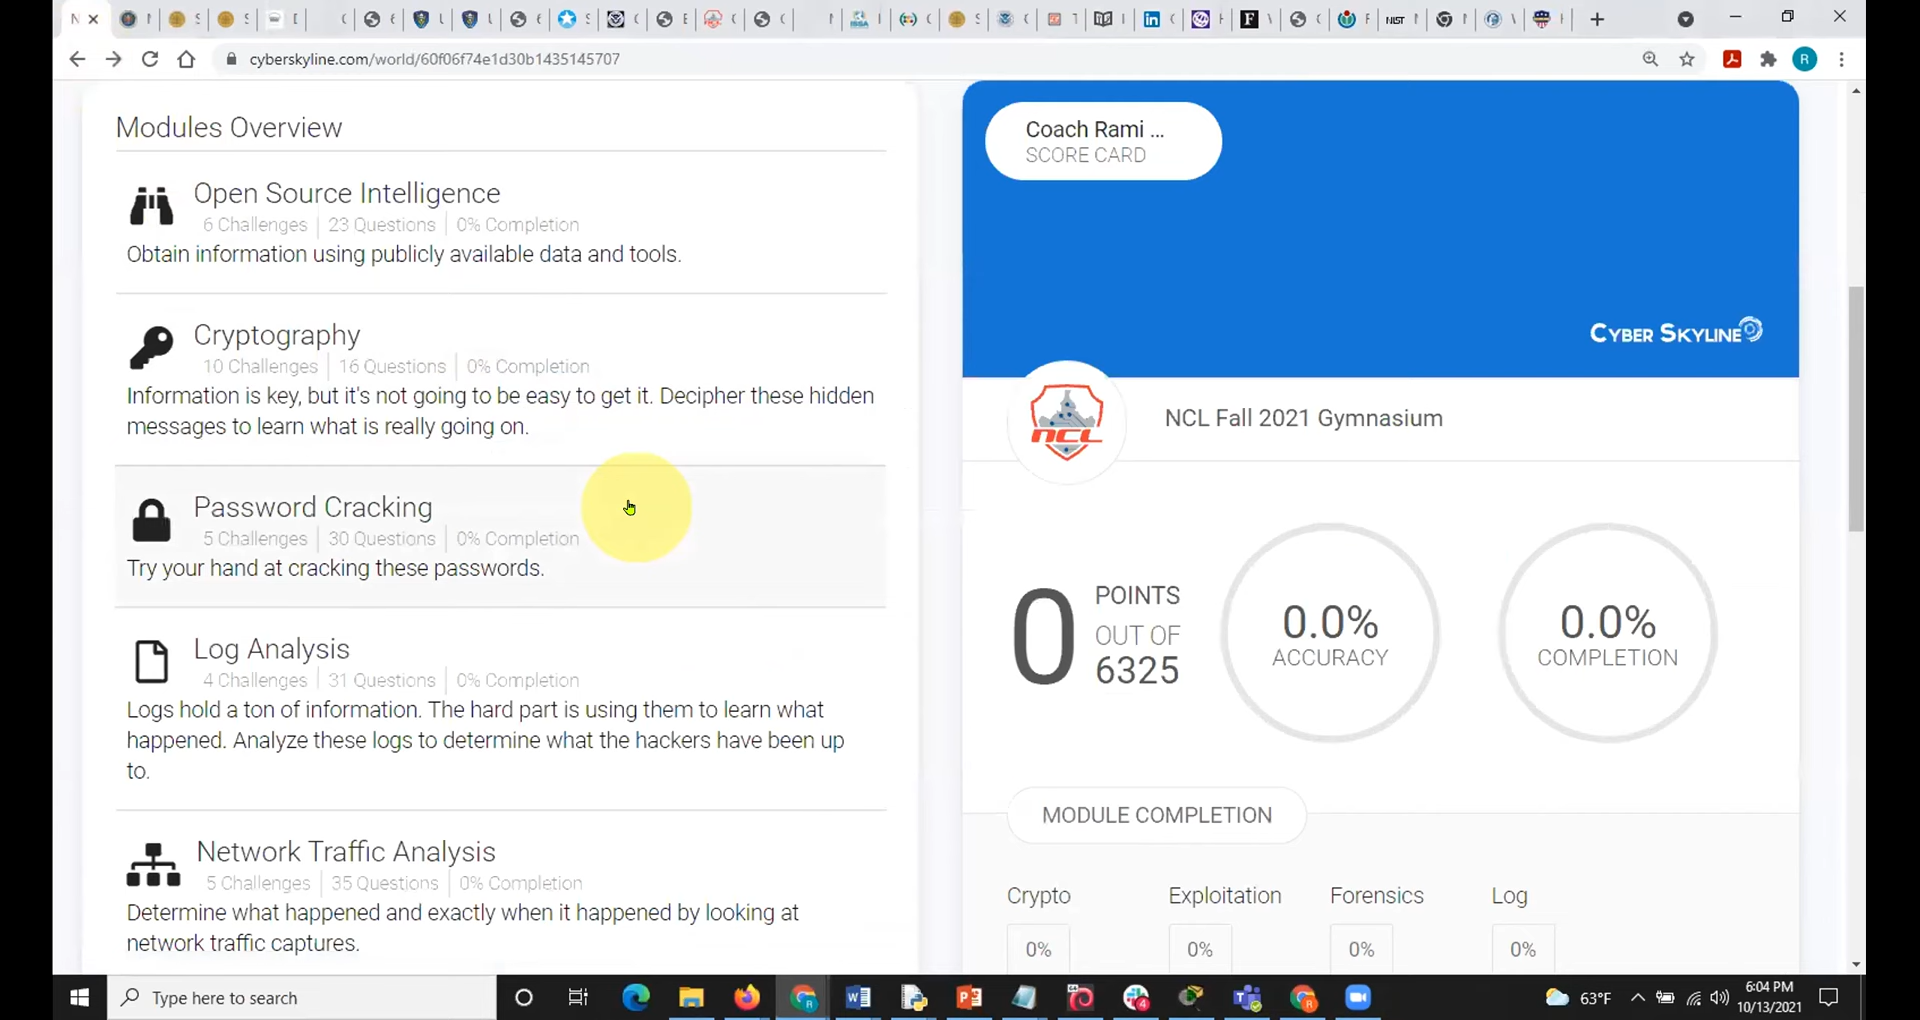 cyberskyline.com/world/60f06f74e1d30b1435145707
R
Modules Overview
Open Source Intelligence
6 Challenges | 23 Questions | 0% Completion
Obtain information using publicly available data and tools.
Cryptography
10 Challenges | 16 Questions | 0% Completion
Information is key, but it's not going to be easy to get it. Decipher these hidden
messages to learn what is really going on.
Password Cracking
5 Challenges | 30 Questions | 0% Completion
Try your hand at cracking these passwords.
Log Analysis
4 Challenges | 31 Questions | 0% Completion
Logs hold a ton of information. The hard part is using them to learn what
happened. Analyze these logs to determine what the hackers have been up
to.
Network Traffic Analysis
5 Challenges | 35 Questions | 0% Completion
Determine what happened and exactly when it happened by looking at
network traffic captures.
Coach Rami ...
SCORE CARD
CYBER SKYLINE
NCL
NCL Fall 2021 Gymnasium
0 POINTS
OUT OF
6325
0.0%
ACCURACY
0.0%
COMPLETION
MODULE COMPLETION
Crypto Exploitation Forensics Log
0% 0% 0% 0%
Type here to search
63°F
6:04 PM
10/13/2021